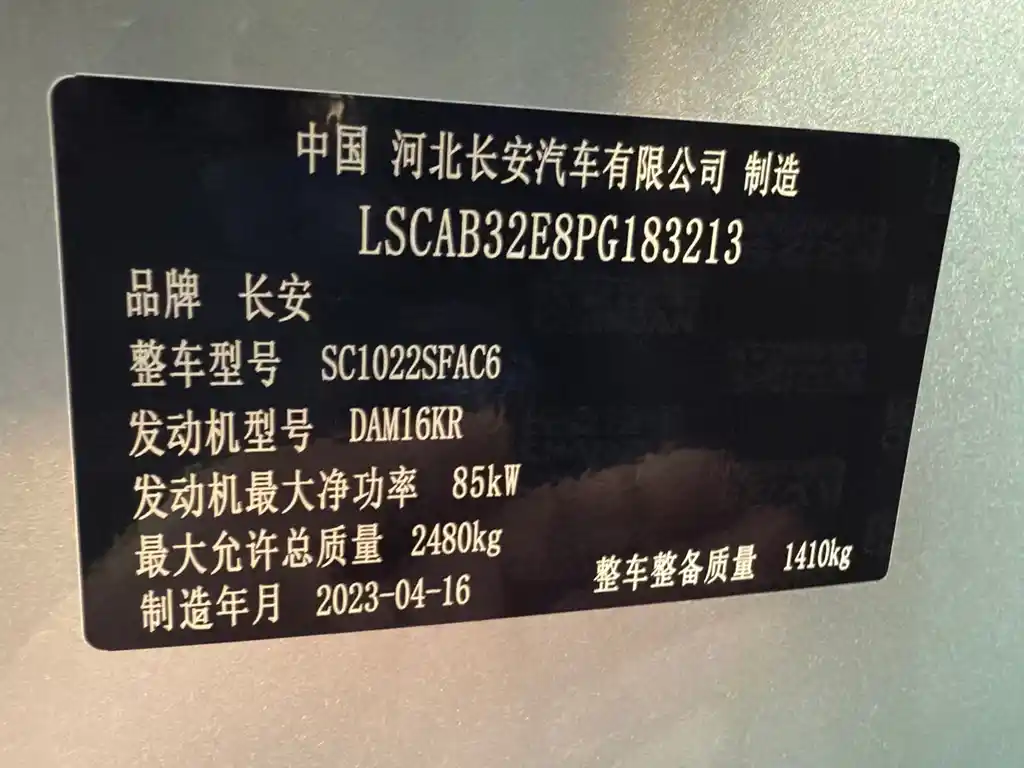 中国 河北长安汽车有限公司 制造
LSCAB32E8PG183213
品牌 长安
整车型号 SC1022SFAC6
发动机型号 DAM16KR
发动机最大净功率 85kW
最大允许总质量 2480kg
整车整备质量 1410kg
制造年月 2023-04-16